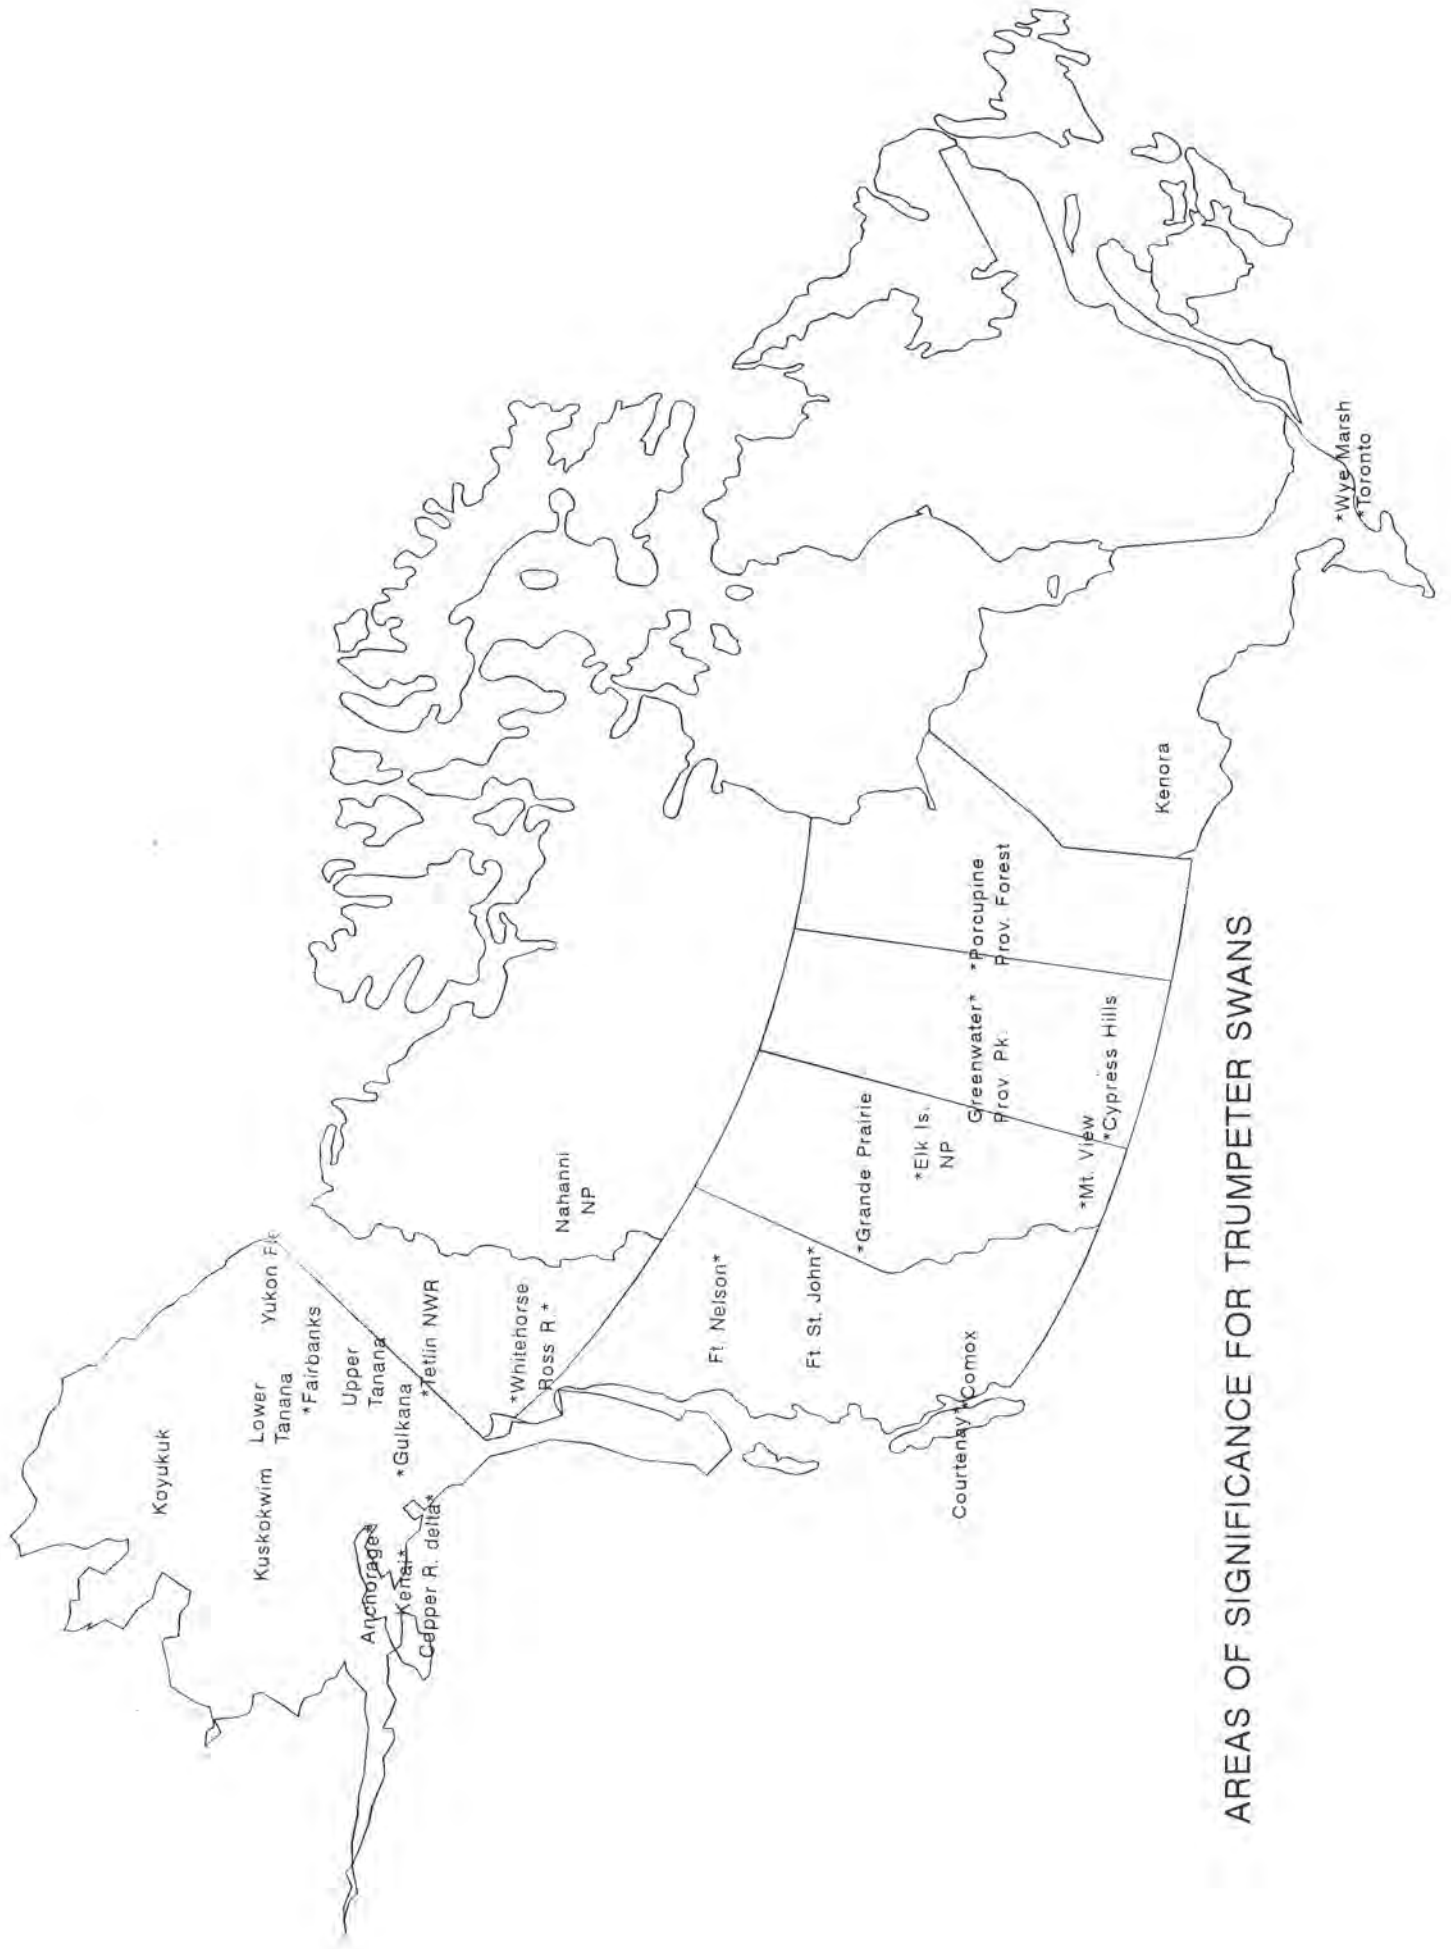 Koyukuk
Kuskokwim
Lower
Tanana
Yukon
*Fairbanks
Upper
Tanana
Anchorage*
Kenai*
Copper R. delta*
*Gulkana
*Tetlin NWR
*Whitehorse
Ross R.*
Nahanni
NP
Ft. Nelson*
Ft. St. John*
*Grande Prairie
*Elk Is.
NP
Courtenay*
*Comox
Greenwater*
Prov. Pk.
*Porcupine
Prov. Forest
*Mt. View
*Cypress Hills
Kenora
*Wye Marsh
*Toronto
AREAS OF SIGNIFICANCE FOR TRUMPETER SWANS